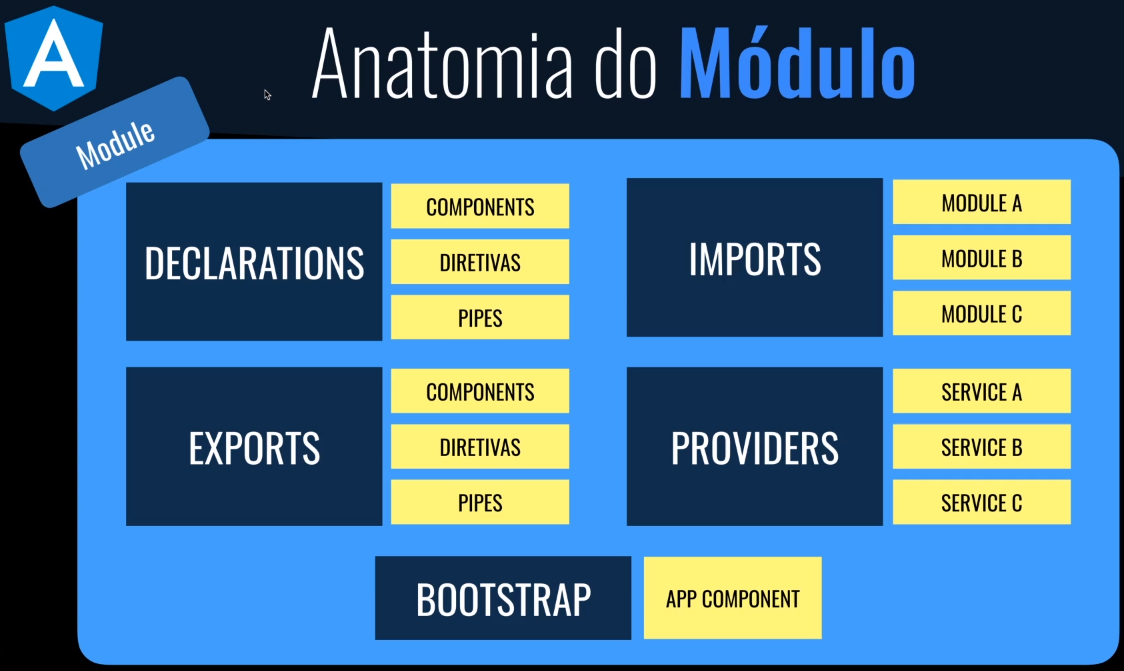 A
Anatomia do Módulo
Module
DECLARATIONS
COMPONENTS
DIRETIVAS
PIPES
IMPORTS
MODULE A
MODULE B
MODULE C
EXPORTS
COMPONENTS
DIRETIVAS
PIPES
PROVIDERS
SERVICE A
SERVICE B
SERVICE C
BOOTSTRAP
APP COMPONENT